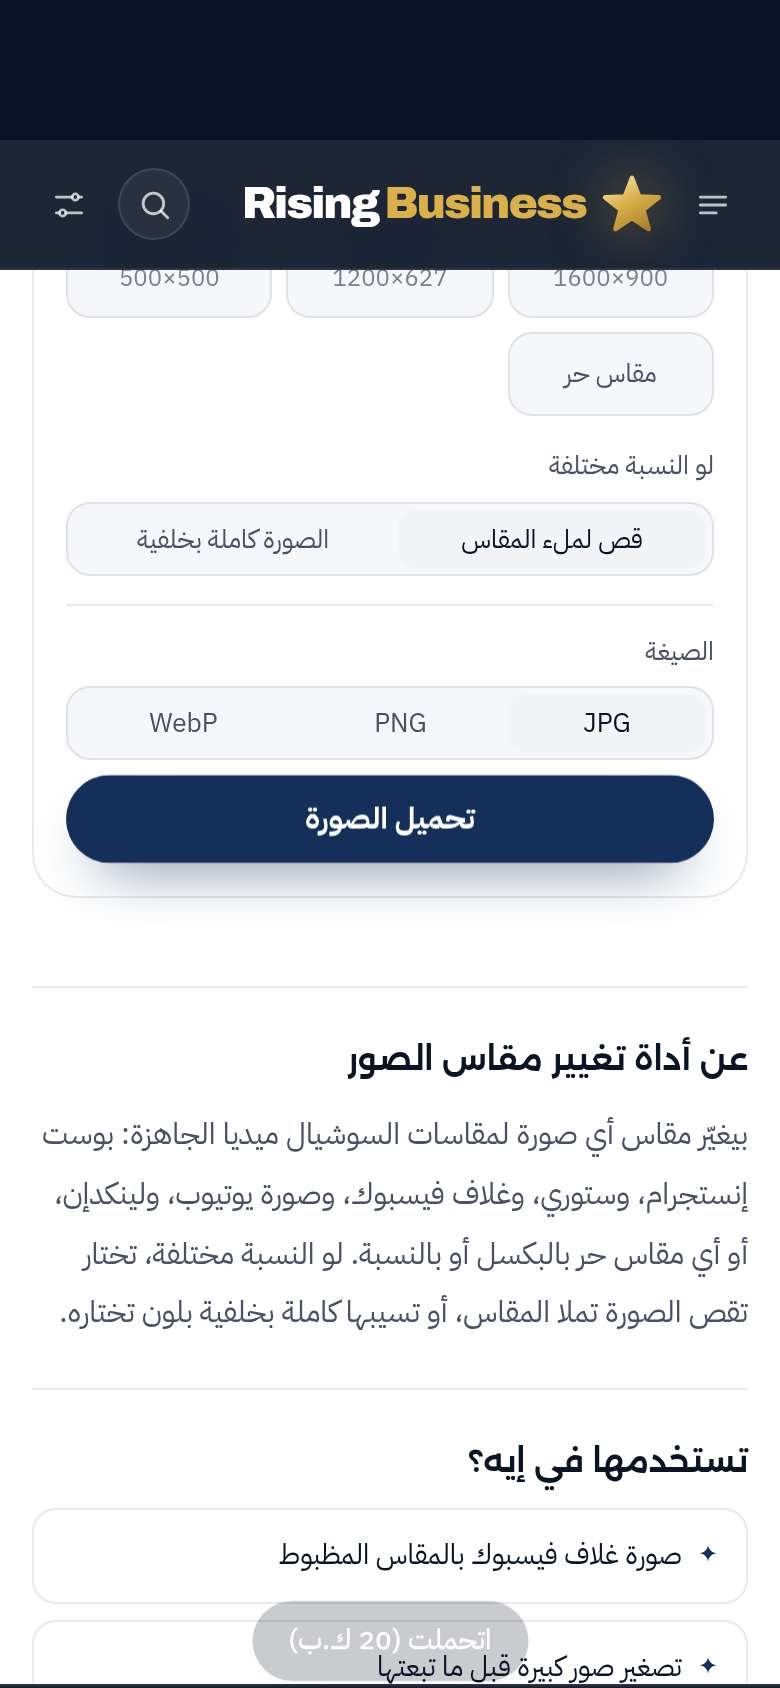 Rising Business
1600×900
1200×627
500×500
مقاس حر
لو النسبة مختلفة
قص لملء المقاس
الصورة كاملة بخلفية
الصيغة
JPG
PNG
WebP
تحميل الصورة
عن أداة تغيير مقاس الصور
بيغيّر مقاس أي صورة لمقاسات السوشيال ميديا الجاهزة: بوست
إنستجرام، وستوري، وغلاف فيسبوك، وصورة يوتيوب، ولينكدإن،
أو أي مقاس حر بالبكسل أو بالنسبة. لو النسبة مختلفة، تختار
تقص الصورة تملا المقاس، أو تسيبها كاملة بخلفية بلون تختاره.
تستخدمها في إيه؟
✦ صورة غلاف فيسبوك بالمقاس المظبوط
اتحملت (20 ك.ب)
✦ تصغير صور كبيرة قبل ما تبعتها